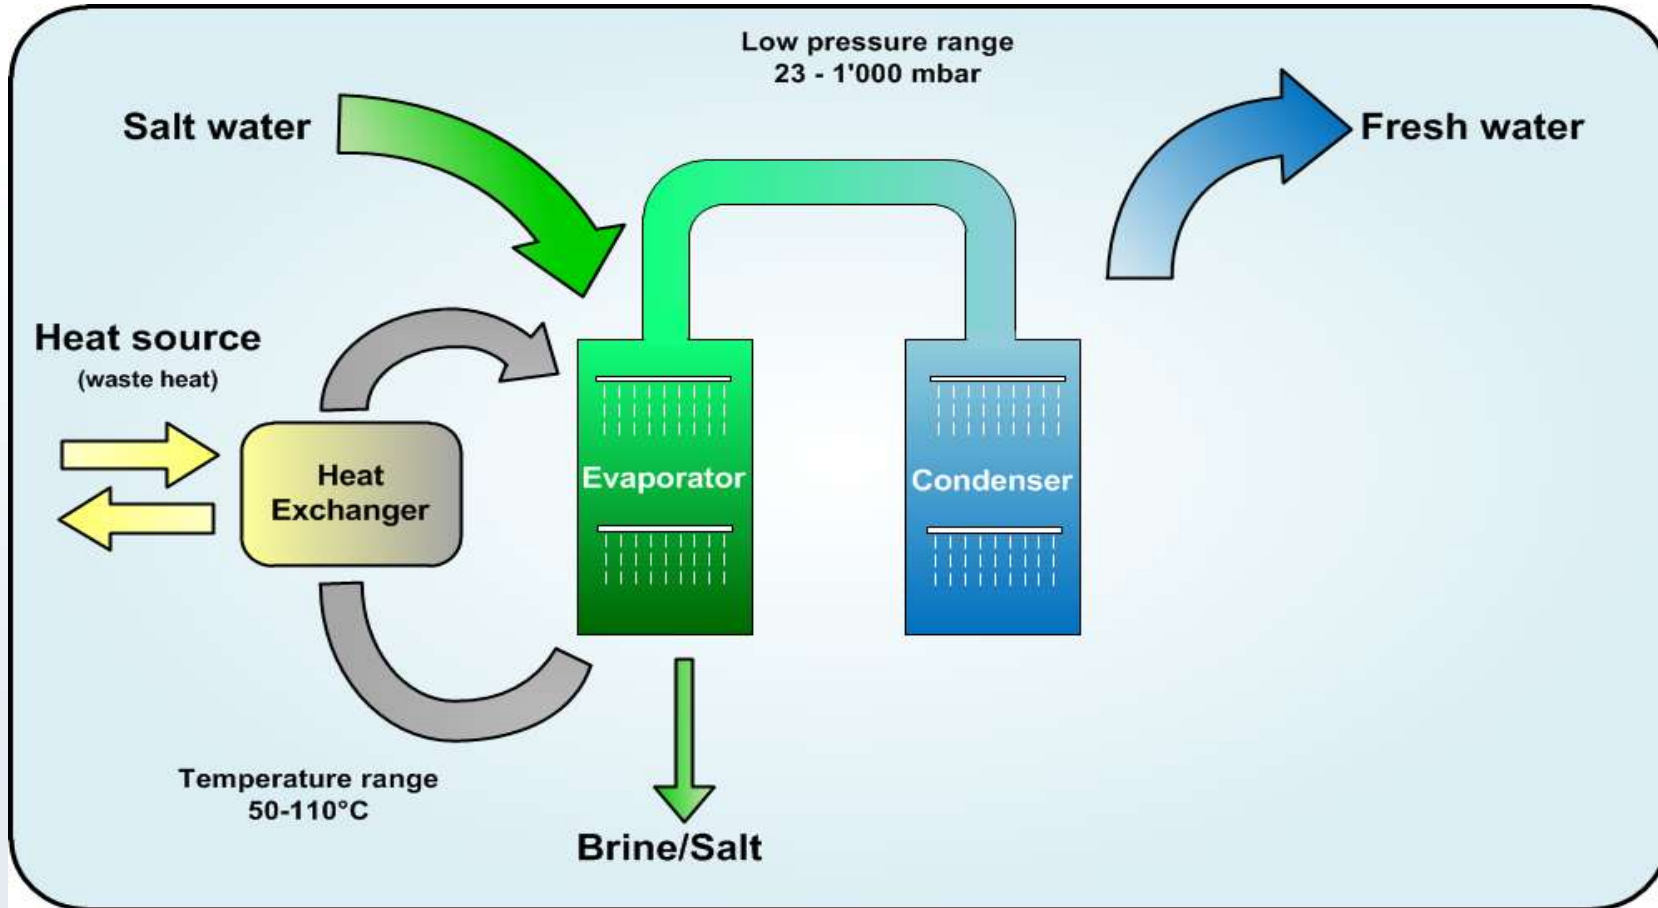 Low pressure range
23 - 1'000 mbar
Salt water
Fresh water
Heat source
(waste heat)
Heat
Exchanger
Evaporator
Condenser
Temperature range
50-110°C
Brine/Salt